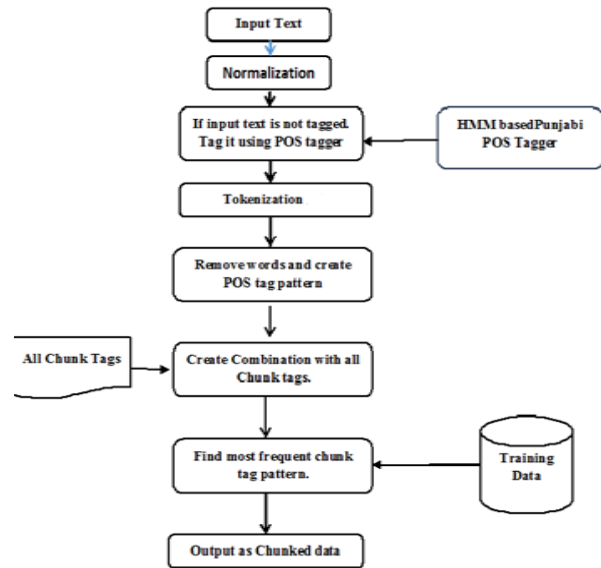 Input Text
Normalization
If input text is not tagged.
Tag it using POS tagger
HMM basedPunjabi
POS Tagger
Tokenization
Remove words and create
POS tag pattern
All Chunk Tags
Create Combination with all
Chunk tags.
Find most frequent chunk
tag pattern.
Training
Data
Output as Chunked data